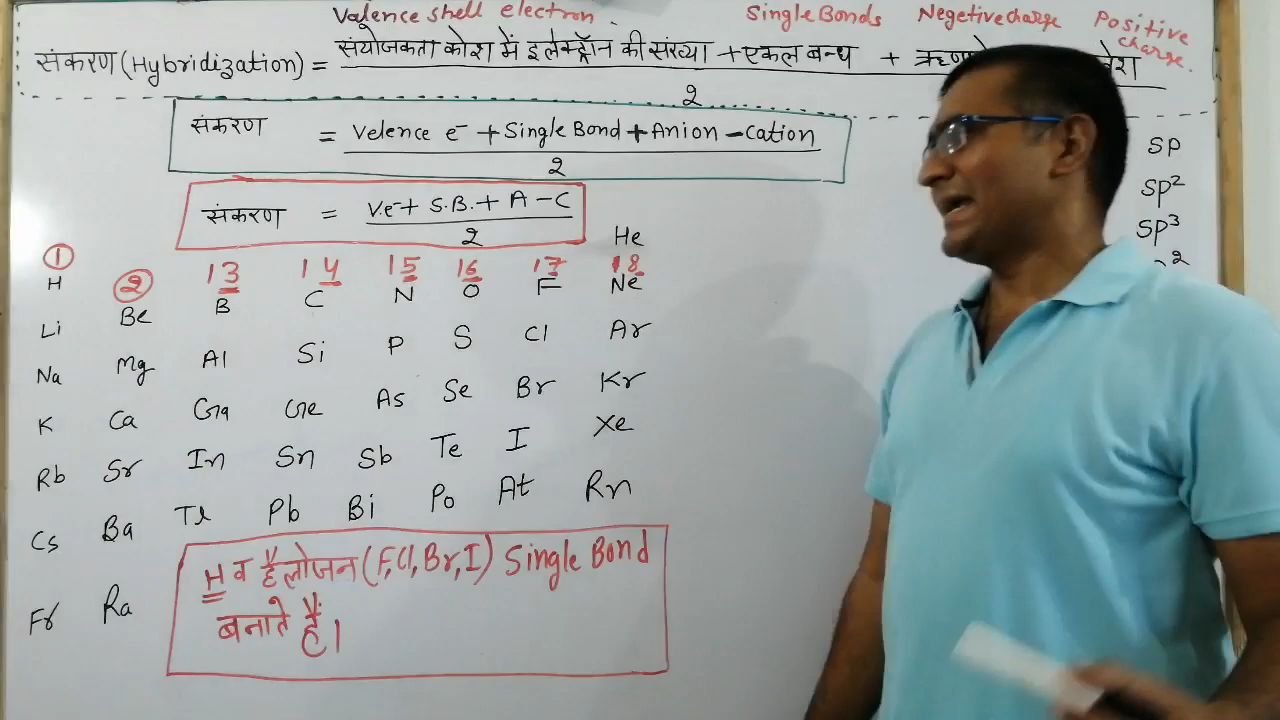 Valence shell electron. Single Bonds Negetive charge Positive charge.
संकरण (Hybridization) = संयोजकता कोश में इलेक्ट्रॉन की संख्या + एकल बन्ध +
2
संकरण = Velence e⁻ + Single Bond + Anion - Cation
2
संकरण = V.e⁻ + S.B. + A - C
2
SP
SP²
SP³
He
1 2 13 14 15 16 17 18
H B C N O F Ne
Li Be Al Si P S Cl Ar
Na Mg Ga Ge As Se Br Kr
K Ca In Sn Sb Te I Xe
Rb Sr Tl Pb Bi Po At Rn
Cs Ba
Fr Ra
H व हैलोजन (F, Cl, Br, I) Single Bond
बनाते हैं।